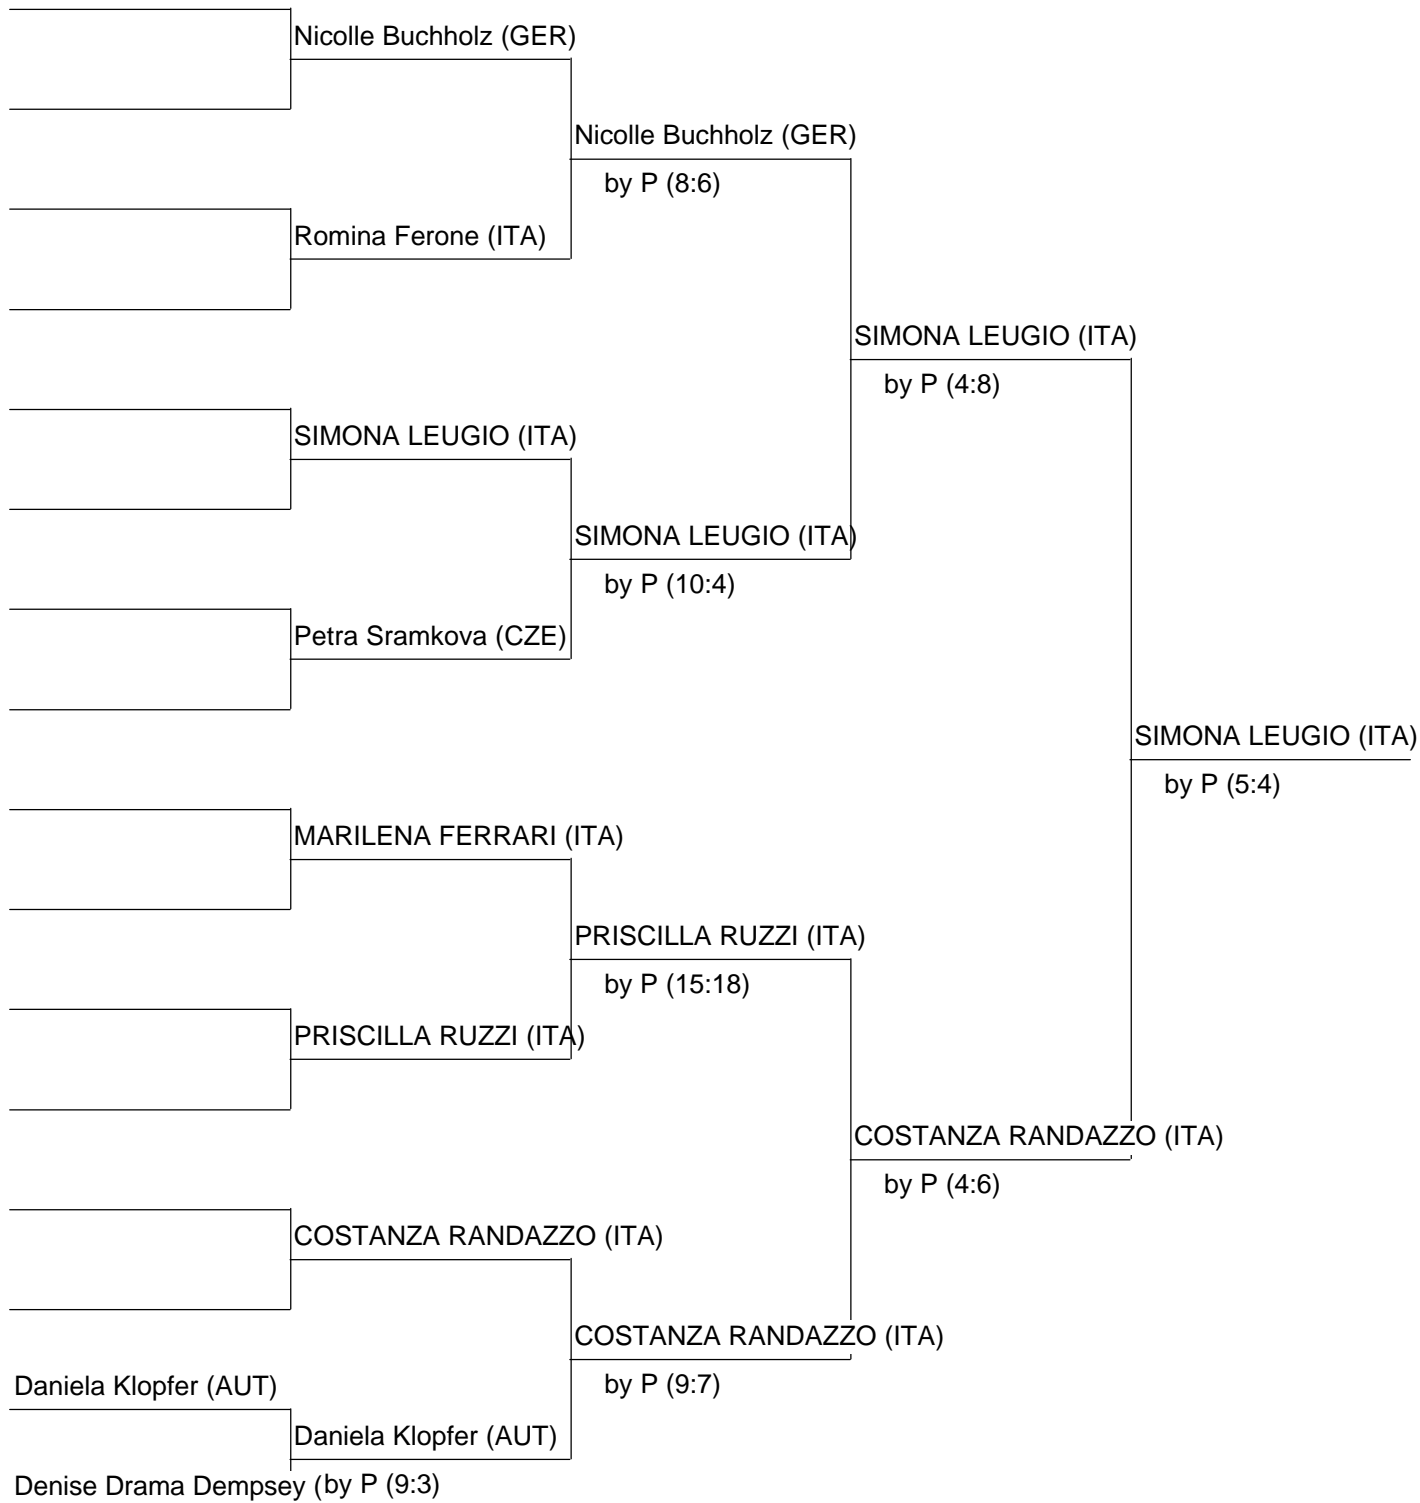 Nicolle Buchholz (GER)
Nicolle Buchholz (GER)
by P (8:6)
Romina Ferone (ITA)
SIMONA LEUGIO (ITA)
by P (4:8)
SIMONA LEUGIO (ITA)
SIMONA LEUGIO (ITA)
by P (10:4)
Petra Sramkova (CZE)
SIMONA LEUGIO (ITA)
by P (5:4)
MARILENA FERRARI (ITA)
PRISCILLA RUZZI (ITA)
by P (15:18)
PRISCILLA RUZZI (ITA)
COSTANZA RANDAZZO (ITA)
by P (4:6)
COSTANZA RANDAZZO (ITA)
COSTANZA RANDAZZO (ITA)
by P (9:7)
Daniela Klopfer (AUT)
Daniela Klopfer (AUT)
Denise Drama Dempsey (
by P (9:3)